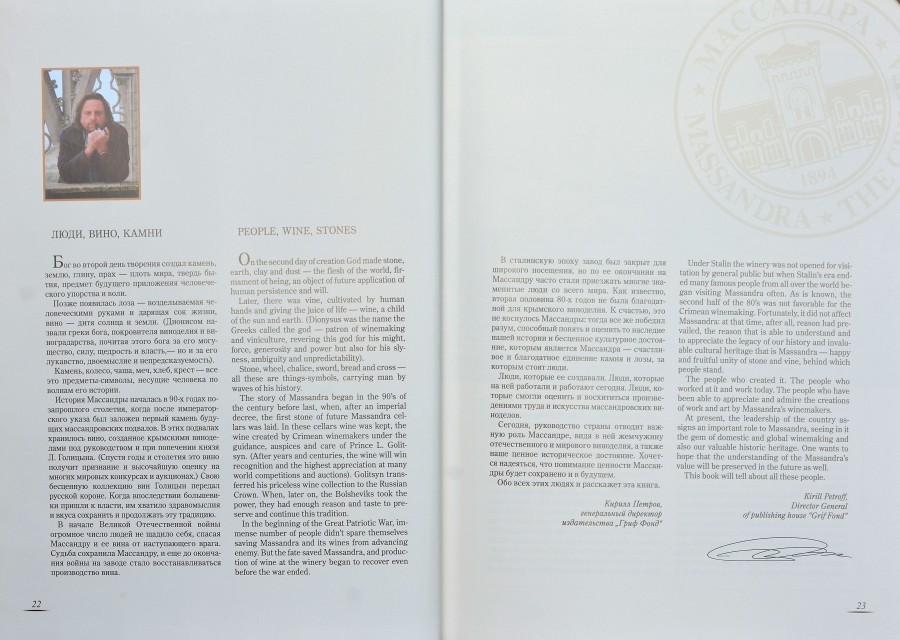 ЛЮДИ, ВИНО, КАМНИ
Бог во второй день творения создал камень,
землю, глину, прах — плоть мира, твердь бы-
тия, предмет будущего приложения человече-
ского упорства и воли.
Позже появилась лоза — возделываемая че-
ловеческими руками и дарящая сок жизни,
вино — дитя солнца и земли. (Дионисом на-
звали греки бога, покровителя виноделия и ви-
ноградарства, почитая этого бога за его могу-
щество, силу, щедрость и власть,— но и за его
лукавство, двоемыслие и непредсказуемость).
Камень, колесо, чаша, меч, хлеб, крест — все
это предметы-символы, несущие человека по
волнам его истории.
История Массандры началась в 90-х годах по-
запрошлого столетия, когда после император-
ского указа был заложен первый камень буду-
щих массандровских подвалов. В этих подвалах
хранилось вино, созданное крымскими виноде-
лами под руководством и при попечении князя
Л. Голицына. (Спустя годы и столетия это вино
получит признание и высочайшую оценку на
многих мировых конкурсах и аукционах.) Свою
бесценную коллекцию вин Голицын передал
русской короне. Когда впоследствии большеви-
ки пришли к власти, им хватило здравомыслия
и вкуса сохранить и продолжать эту традицию.
В начале Великой Отечественной войны
огромное число людей не щадило себя, спасая
Массандру и ее вина от наступающего врага.
Судьба сохранила Массандру, и еще до оконча-
ния войны на заводе стало восстанавливаться
производство вина.
22
PEOPLE, WINE, STONES
On the second day of creation God made stone,
earth, clay and dust — the flesh of the world, fir-
mament of being, an object of future application of
human persistence and will.
Later, there was vine, cultivated by human
hands and giving the juice of life — wine, a child
of the sun and earth. (Dionysus was the name the
Greeks called the god — patron of winemaking
and viniculture, revering this god for his might,
force, generosity and power but also for his sly-
ness, ambiguity and unpredictability).
Stone, wheel, chalice, sword, bread and cross —
all these are things-symbols, carrying man by
waves of his history.
The story of Massandra began in the 90's of
the century before last, when, after an imperial
decree, the first stone of future Massandra cel-
lars was laid. In these cellars wine was kept, the
wine created by Crimean winemakers under the
guidance, auspices and care of Prince L. Golit-
syn. (After years and centuries, the wine will win
recognition and the highest appreciation at many
world competitions and auctions). Golitsyn trans-
ferred his priceless wine collection to the Russian
Crown. When, later on, the Bolsheviks took the
power, they had enough reason and taste to pre-
serve and continue this tradition.
In the beginning of the Great Patriotic War, im-
mense number of people didn't spare themselves
saving Massandra and its wines from advancing
enemy. But the fate saved Massandra, and produc-
tion of wine at the winery began to recover even
before the war ended.
МАССАНДРА
MASSANDRA • THE
1894
В сталинскую эпоху завод был закрыт для
широкого посещения, но по ее окончании на
Массандру часто стали приезжать многие зна-
менитые люди со всего мира. Как известно,
вторая половина 80-х годов не была благодат-
ной для крымского виноделия. К счастью, это
не коснулось Массандры: тогда все же победил
разум, способный понять и оценить то наследие
нашей истории и бесценное культурное достоя-
ние, которым является Массандра — счастли-
вое и благодатное единение камня и лозы, за
которым стоят люди.
Люди, которые ее создавали. Люди, которые
на ней работали и работают сегодня. Люди, ко-
торые смогли оценить и восхититься произве-
дениями труда и искусства массандровских ви-
ноделов.
Сегодня, руководство страны отводит важ-
ную роль Массандре, видя в ней жемчужину
отечественного и мирового виноделия, а также
наше ценное историческое достояние. Хочет-
ся надеяться, что понимание ценности Массан-
дры будет сохранено и в будущем.
Обо всех этих людях и расскажет эта книга.
Кирилл Петров,
генеральный директор
издательства „Гриф Фонд"
Under Stalin the winery was not opened for visi-
tation by general public but when Stalin's era end-
ed many famous people from all over the world be-
gan visiting Massandra often. As is known, the
second half of the 80's was not favorable for the
Crimean winemaking. Fortunately, it did not affect
Massandra: at that time, after all, reason had pre-
vailed, the reason that is able to understand and
to appreciate the legacy of our history and invalu-
able cultural heritage that is Massandra — happy
and fruitful unity of stone and vine, behind which
people stand.
The people who created it. The people who
worked at it and work today. The people who have
been able to appreciate and admire the creations
of work and art by Massandra's winemakers.
At present, the leadership of the country as-
signs an important role to Massandra, seeing in it
the gem of domestic and global winemaking and
also our valuable historic heritage. One wants to
hope that the understanding of the Massandra's
value will be preserved in the future as well.
This book will tell about all these people.
Kirill Petroff,
Director General
of publishing house "Grif Fond"
23